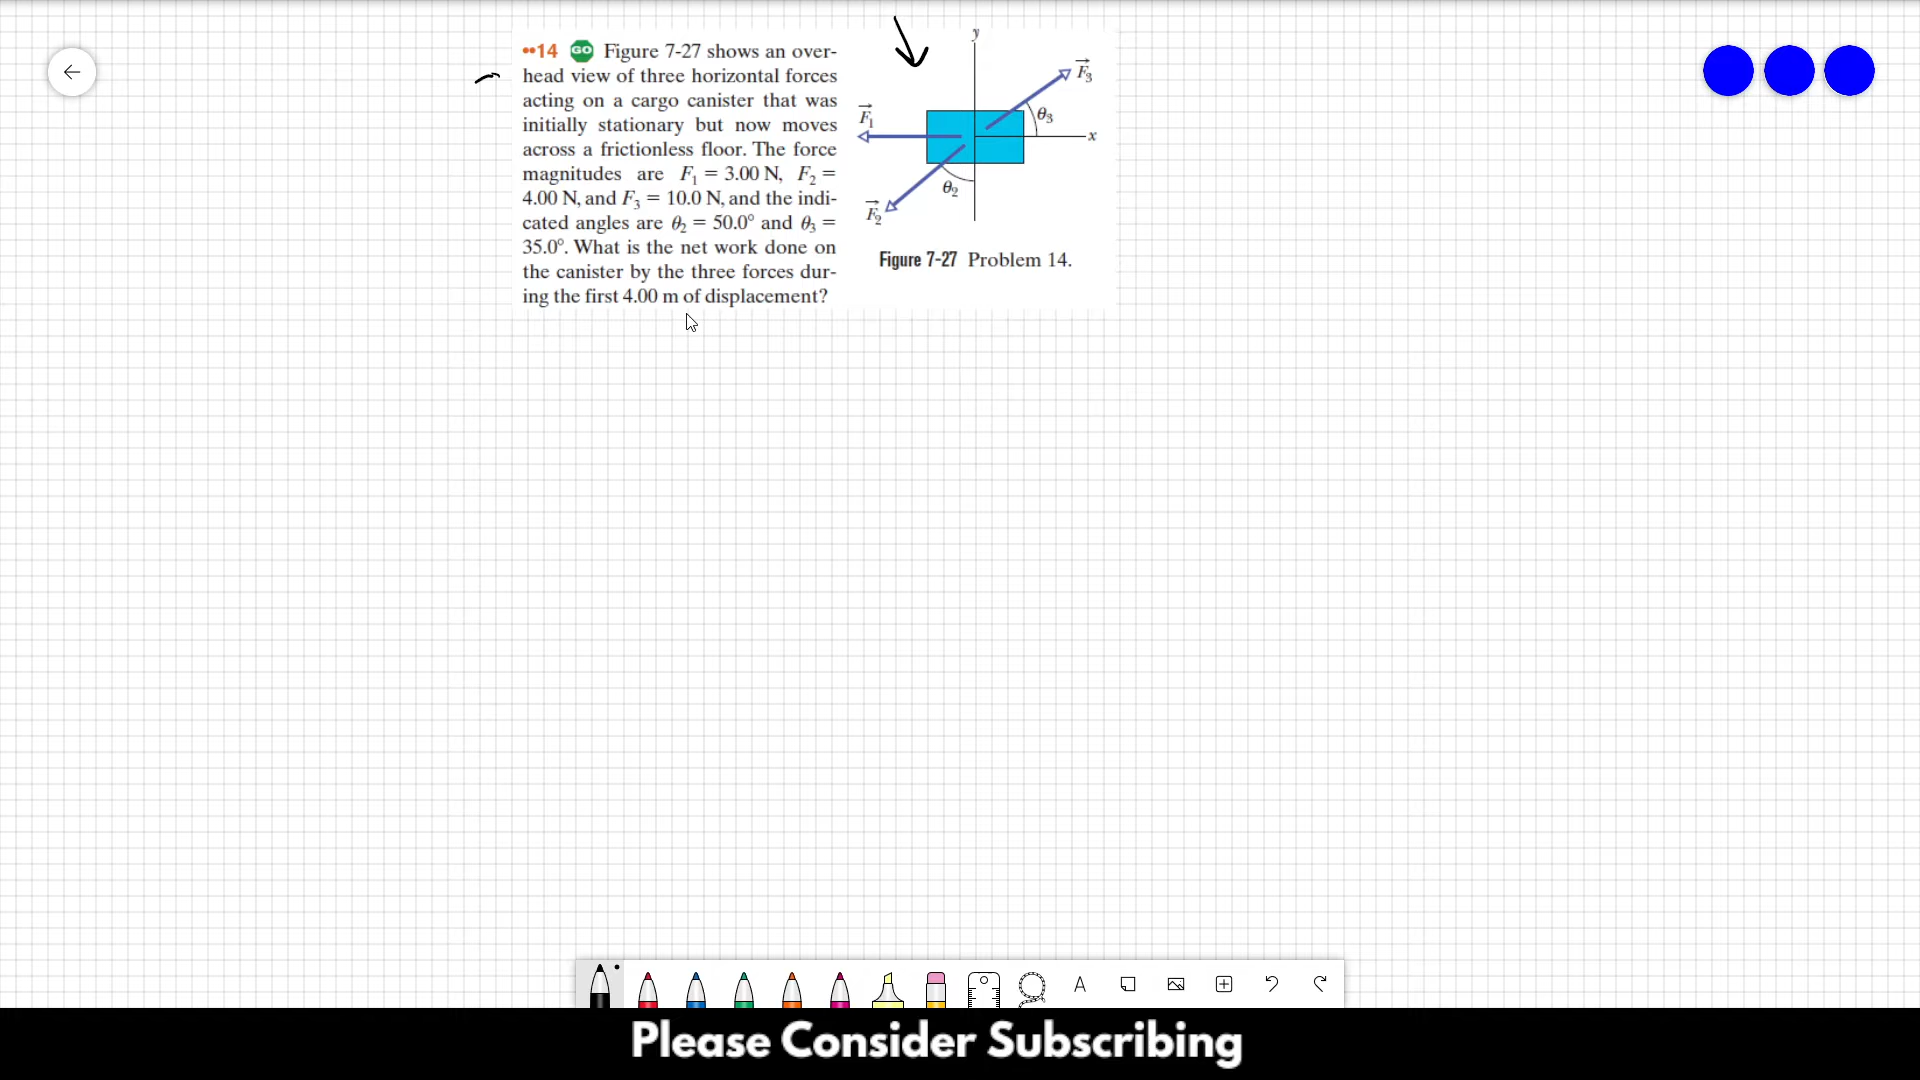 ••14 GO Figure 7-27 shows an over-
head view of three horizontal forces
acting on a cargo canister that was
initially stationary but now moves
across a frictionless floor. The force
magnitudes are F₁ = 3.00 N, F₂ =
4.00 N, and F₃ = 10.0 N, and the indi-
cated angles are θ₂ = 50.0° and θ₃ =
35.0°. What is the net work done on
the canister by the three forces dur-
ing the first 4.00 m of displacement?
y
F₃
θ₃
F₁
x
θ₂
F₂
Figure 7-27 Problem 14.
A
Please Consider Subscribing